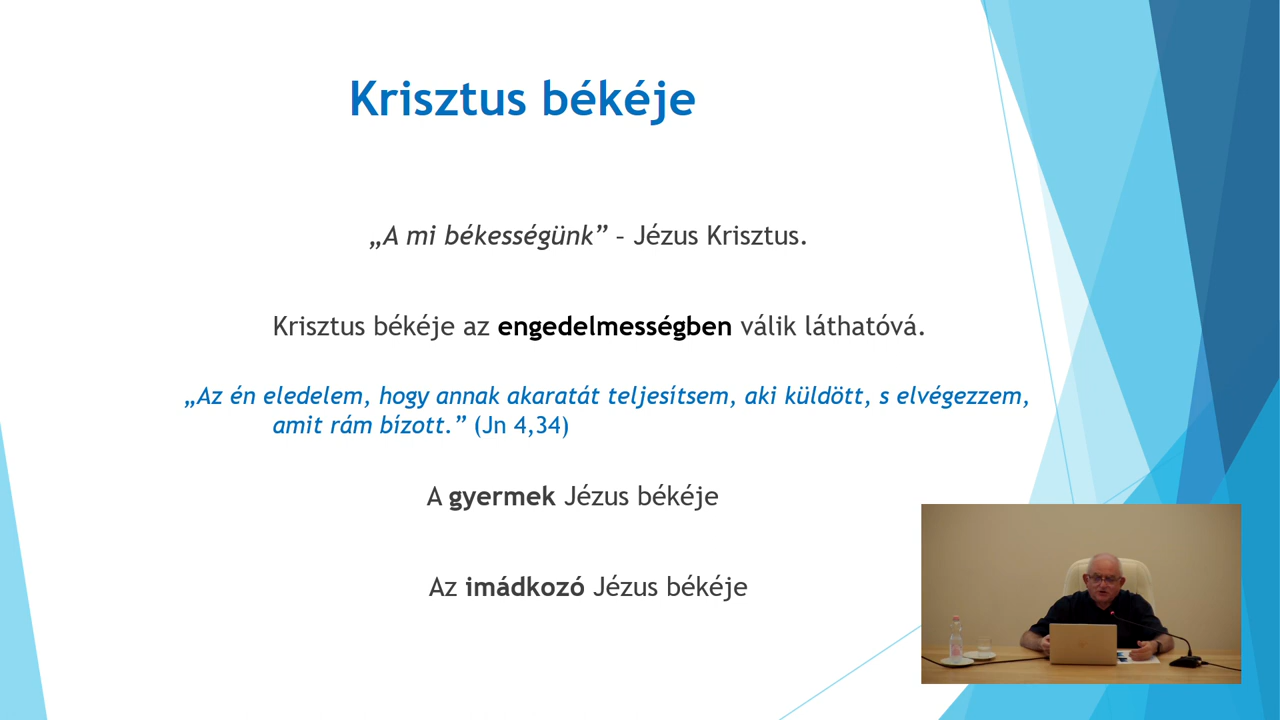 Krisztus békéje
„A mi békességünk” – Jézus Krisztus.
Krisztus békéje az engedelmességben válik láthatóvá.
„Az én eledelem, hogy annak akaratát teljesítsem, aki küldött, s elvégezzem,
amit rám bízott.” (Jn 4,34)
A gyermek Jézus békéje
Az imádkozó Jézus békéje